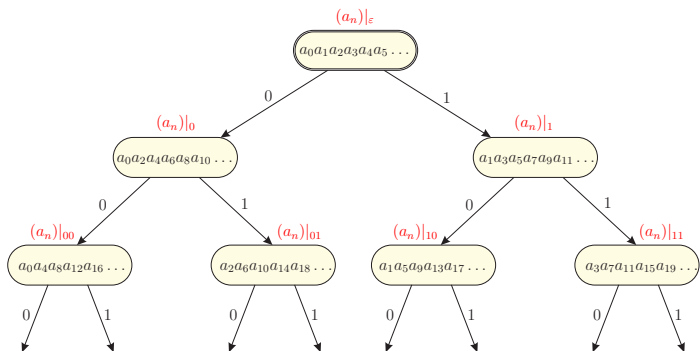 (a_n)|_ε
a_0a_1a_2a_3a_4a_5...
0 1
(a_n)|_0 (a_n)|_1
a_0a_2a_4a_6a_8a_10... a_1a_3a_5a_7a_9a_11...
0 1 0 1
(a_n)|_00 (a_n)|_01 (a_n)|_10 (a_n)|_11
a_0a_4a_8a_12a_16... a_2a_6a_10a_14a_18... a_1a_5a_9a_13a_17... a_3a_7a_11a_15a_19...
0 1 0 1 0 1 0 1